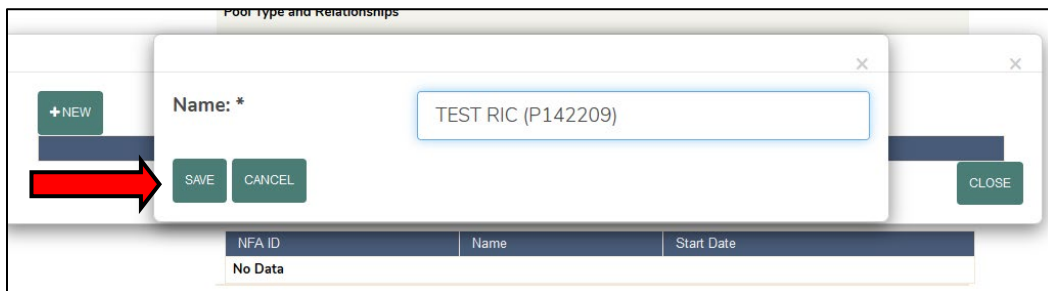 Pool Type and Relationships
× ×
+NEW
Name: *
TEST RIC (P142209)
SAVE CANCEL
CLOSE
NFA ID Name Start Date
No Data